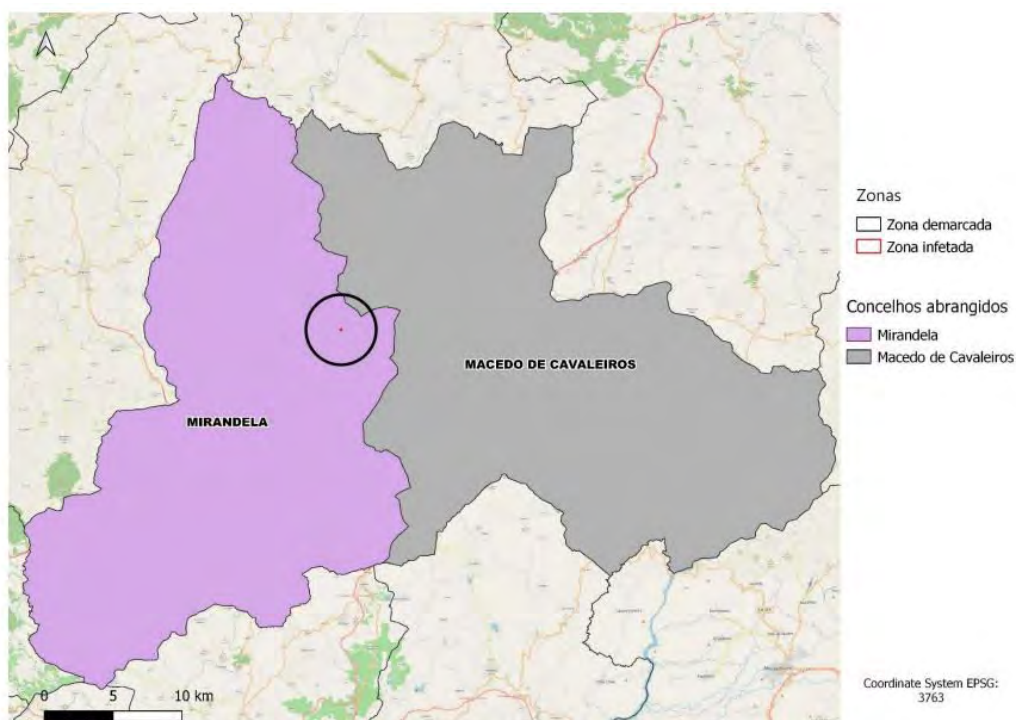 Zonas
Zona demarcada
Zona infetada
Concelhos abrangidos
Mirandela
Macedo de Cavaleiros
MACEDO DE CAVALEIROS
MIRANDELA
0 5 10 km
Coordinate System EPSG:
3763